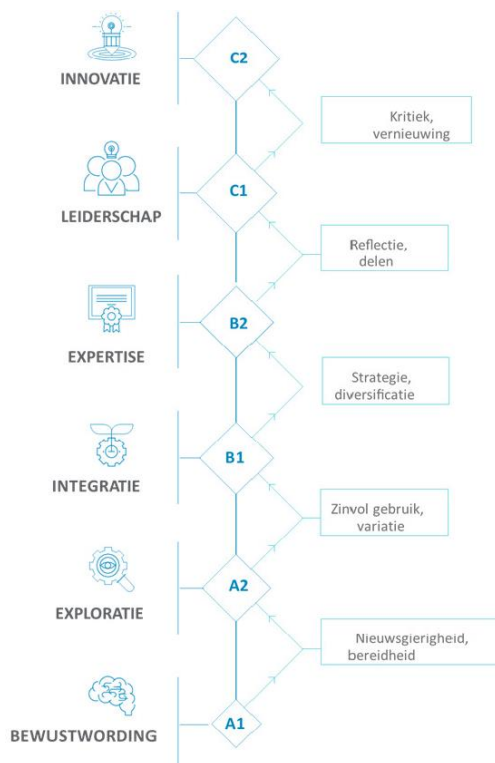 C2
INNOVATIE
Kritiek,
vernieuwing
C1
LEIDERSCHAP
Reflectie,
delen
B2
EXPERTISE
Strategie,
diversificatie
B1
INTEGRATIE
Zinvol gebruik,
variatie
A2
EXPLORATIE
Nieuwsgierigheid,
bereidheid
A1
BEWUSTWORDING